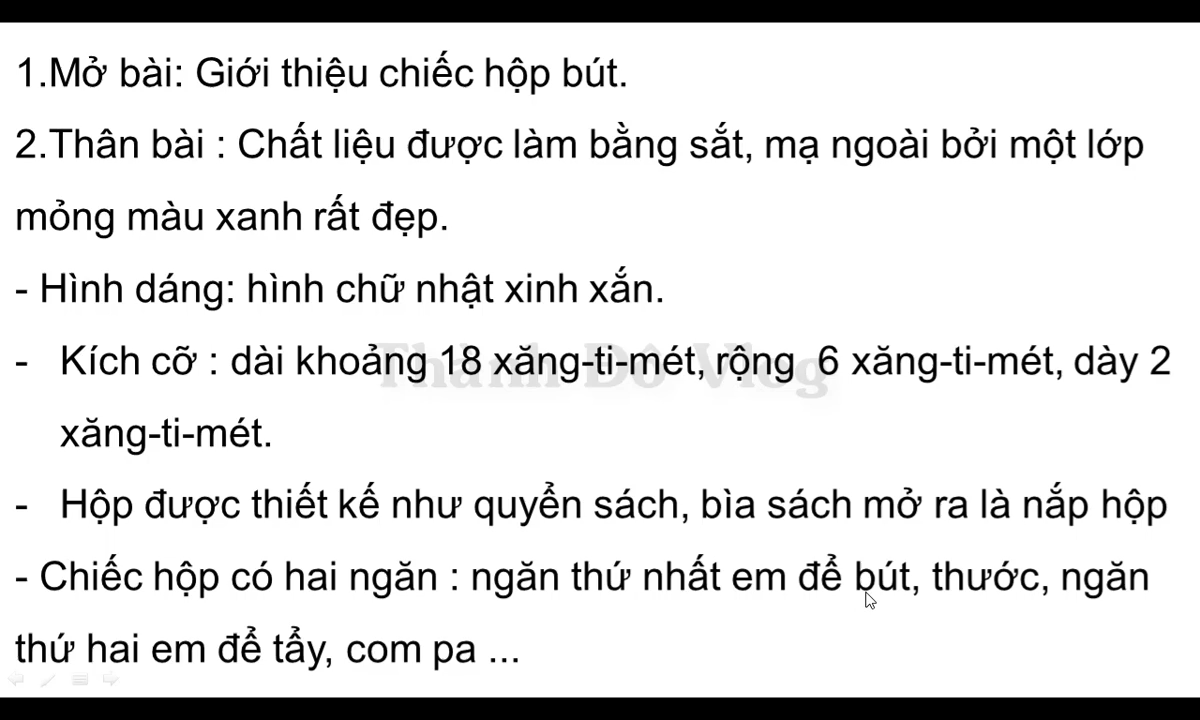 1.Mở bài: Giới thiệu chiếc hộp bút.
2.Thân bài : Chất liệu được làm bằng sắt, mạ ngoài bởi một lớp
mỏng màu xanh rất đẹp.
- Hình dáng: hình chữ nhật xinh xắn.
- Kích cỡ : dài khoảng 18 xăng-ti-mét, rộng 6 xăng-ti-mét, dày 2
xăng-ti-mét.
- Hộp được thiết kế như quyển sách, bìa sách mở ra là nắp hộp
- Chiếc hộp có hai ngăn : ngăn thứ nhất em để bút, thước, ngăn
thứ hai em để tẩy, com pa ...
Thành Đô Vlog